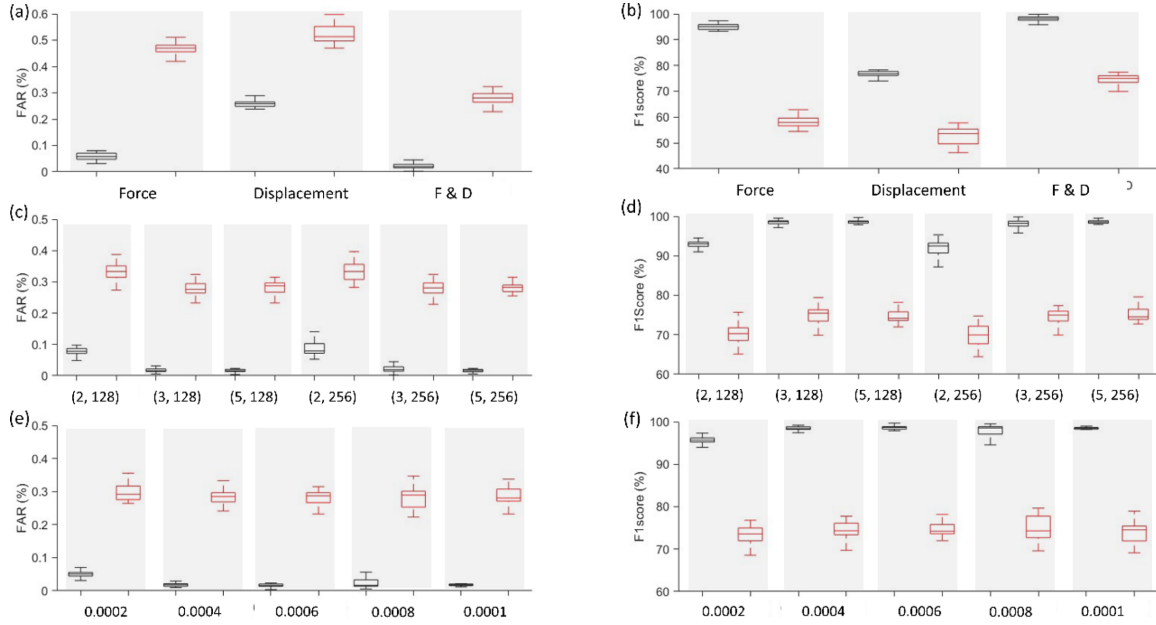 (a)
0.6
0.5
0.4
0.3
0.2
0.1
0
FAR (%)
Force Displacement F & D
(b)
100
90
80
70
60
50
40
F1score (%)
Force Displacement F & D
(c)
0.5
0.4
0.3
0.2
0.1
0
FAR (%)
(2, 128) (3, 128) (5, 128) (2, 256) (3, 256) (5, 256)
(d)
100
90
80
70
60
F1Score (%)
(2, 128) (3, 128) (5, 128) (2, 256) (3, 256) (5, 256)
(e)
0.5
0.4
0.3
0.2
0.1
0
FAR (%)
0.0002 0.0004 0.0006 0.0008 0.0001
(f)
100
90
80
70
60
F1score (%)
0.0002 0.0004 0.0006 0.0008 0.0001